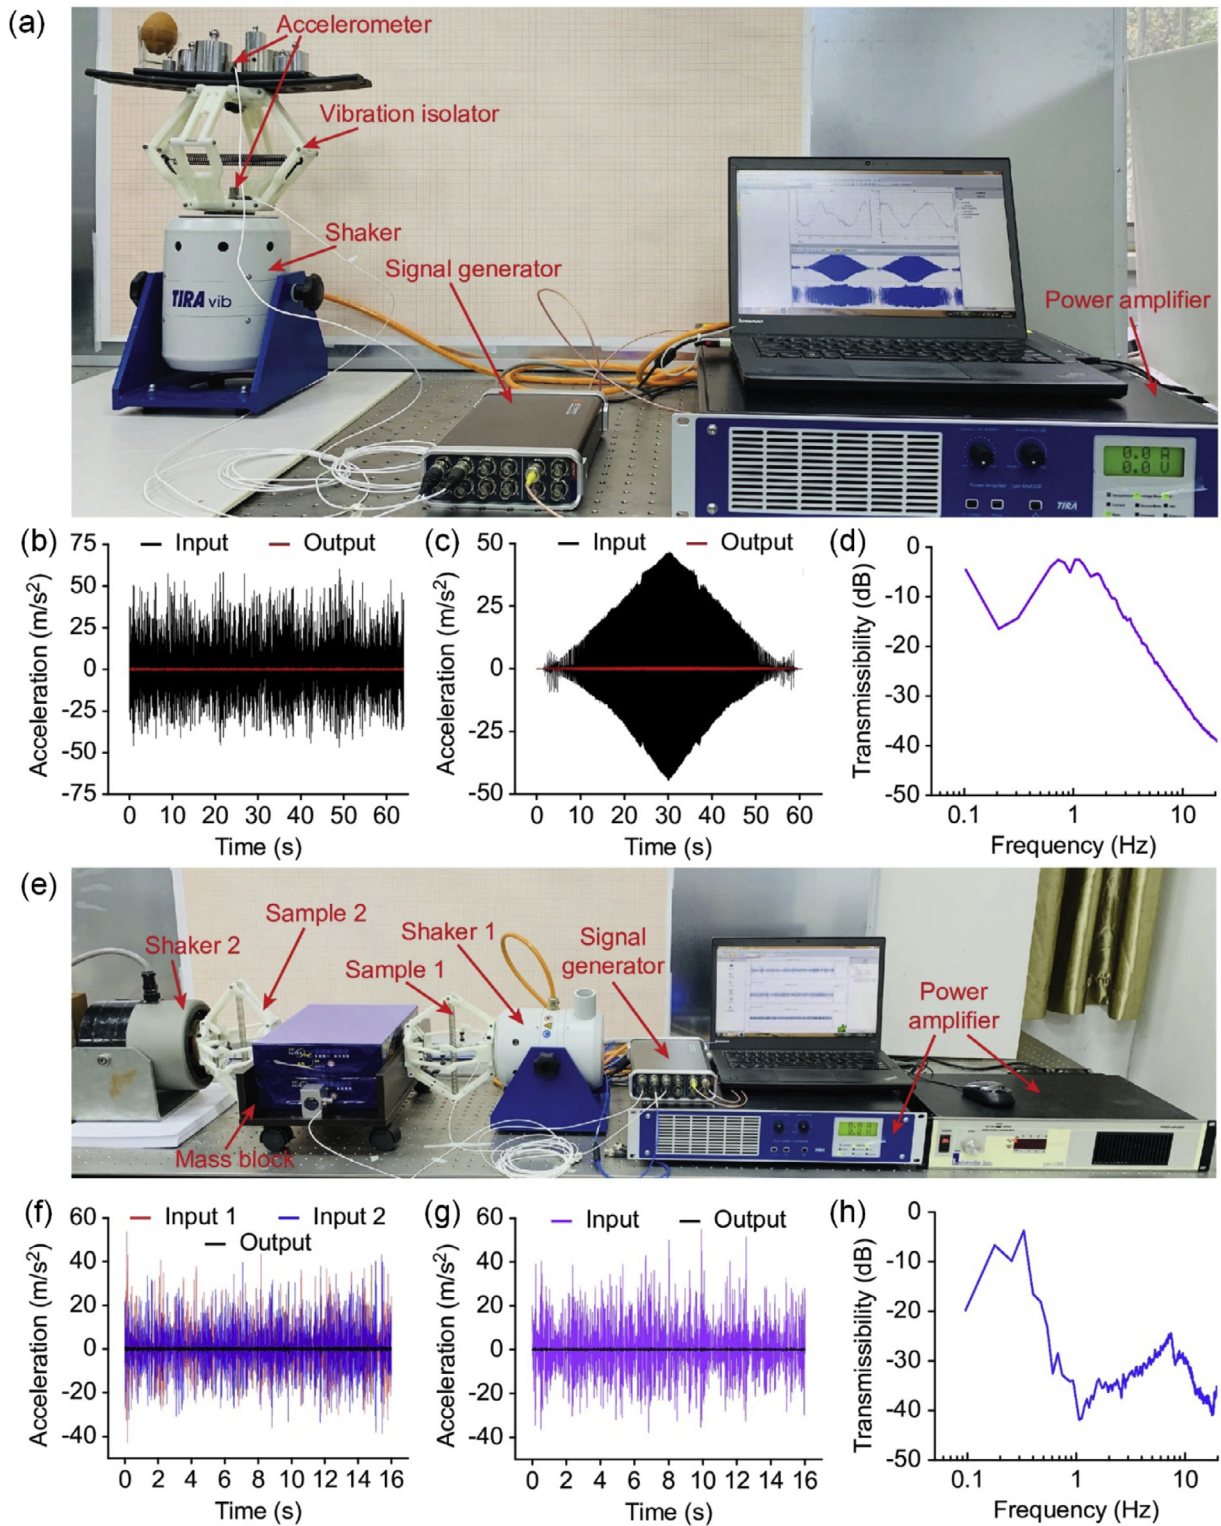 (a)
Accelerometer
Vibration isolator
Shaker
Signal generator
Power amplifier
TIRA vib
lenovo
0.0 A
0.0 V
TIRA
(b)
Input Output
Acceleration (m/s²)
75
50
25
0
-25
-50
-75
0 10 20 30 40 50 60
Time (s)
(c)
Input Output
Acceleration (m/s²)
50
25
0
-25
-50
0 10 20 30 40 50 60
Time (s)
(d)
Transmissibility (dB)
0
-10
-20
-30
-40
-50
0.1 1 10
Frequency (Hz)
(e)
Shaker 2
Sample 2
Sample 1
Shaker 1
Signal
generator
Power
amplifier
Mass block
(f)
Input 1 Input 2
Output
Acceleration (m/s²)
60
40
20
0
-20
-40
0 2 4 6 8 10 12 14 16
Time (s)
(g)
Input Output
Acceleration (m/s²)
60
40
20
0
-20
-40
0 2 4 6 8 10 12 14 16
Time (s)
(h)
Transmissibility (dB)
0
-10
-20
-30
-40
-50
0.1 1 10
Frequency (Hz)